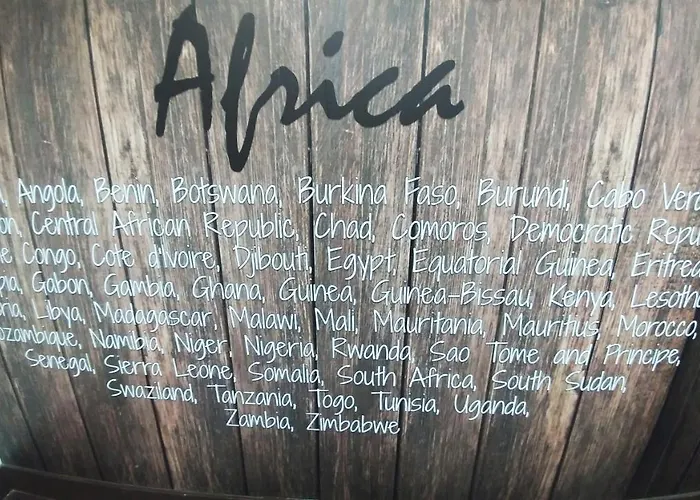 Africa
Angola, Benin, Botswana, Burkina Faso, Burundi, Cabo Verd
on, Central African Republic, Chad, Comoros, Democratic Repu
e Congo, Cote d'Ivoire, Djibouti, Egypt, Equatorial Guinea, Eritrea
pia, Gabon, Gambia, Ghana, Guinea, Guinea-Bissau, Kenya, Lesotho
ria, Libya, Madagascar, Malawi, Mali, Mauritania, Mauritius, Morocco,
ozambique, Namibia, Niger, Nigeria, Rwanda, Sao Tome and Principe,
Senegal, Sierra Leone, Somalia, South Africa, South Sudan,
Swaziland, Tanzania, Togo, Tunisia, Uganda,
Zambia, Zimbabwe